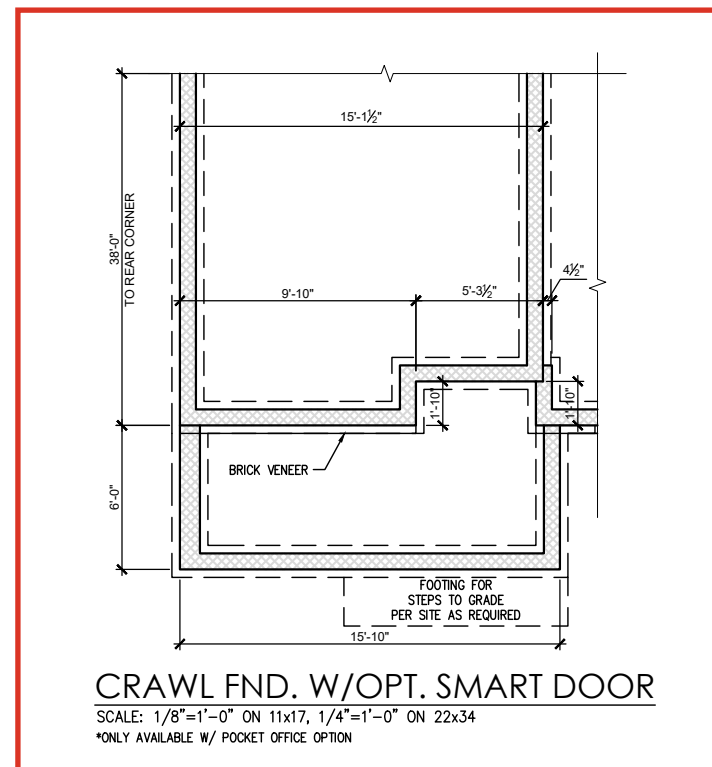 15'-1½"
38'-0"
TO REAR CORNER
9'-10"
5'-3½"
4½"
1'-10"
1'-10"
BRICK VENEER
6'-0"
FOOTING FOR
STEPS TO GRADE
PER SITE AS REQUIRED
15'-10"
CRAWL FND. W/OPT. SMART DOOR
SCALE: 1/8"=1'-0" ON 11x17, 1/4"=1'-0" ON 22x34
*ONLY AVAILABLE W/ POCKET OFFICE OPTION